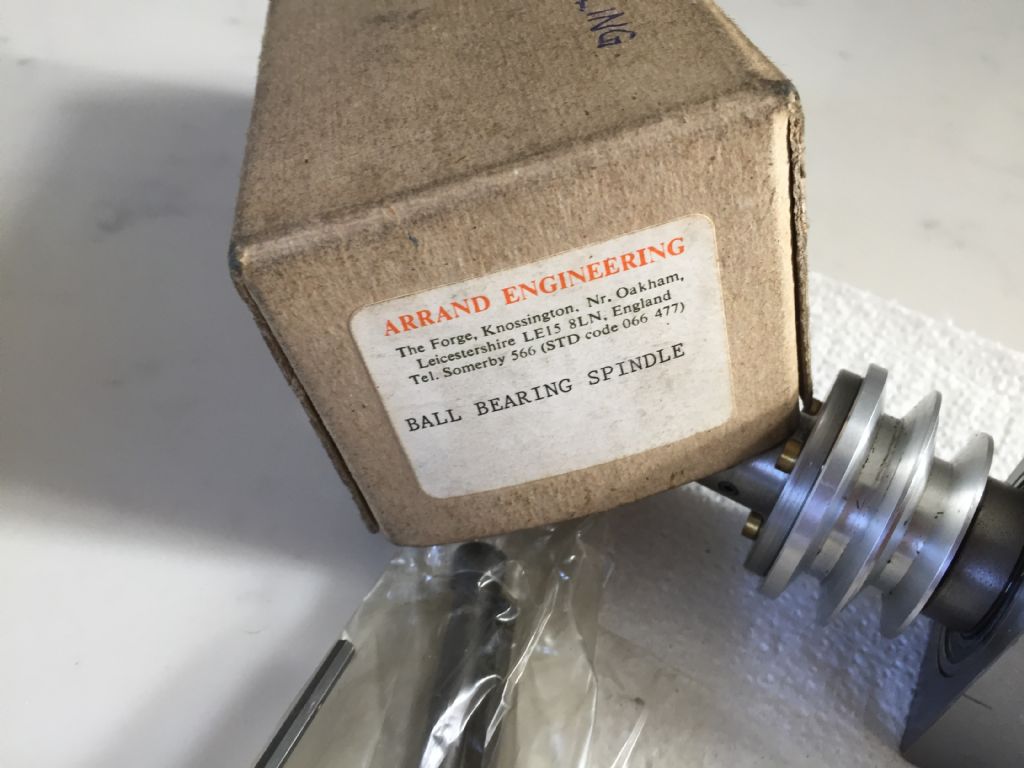 ARRAND ENGINEERING
The Forge, Knossington, Nr. Oakham,
Leicestershire LE15 8LN, England
Tel. Somerby 566 (STD code 066 477)
BALL BEARING SPINDLE